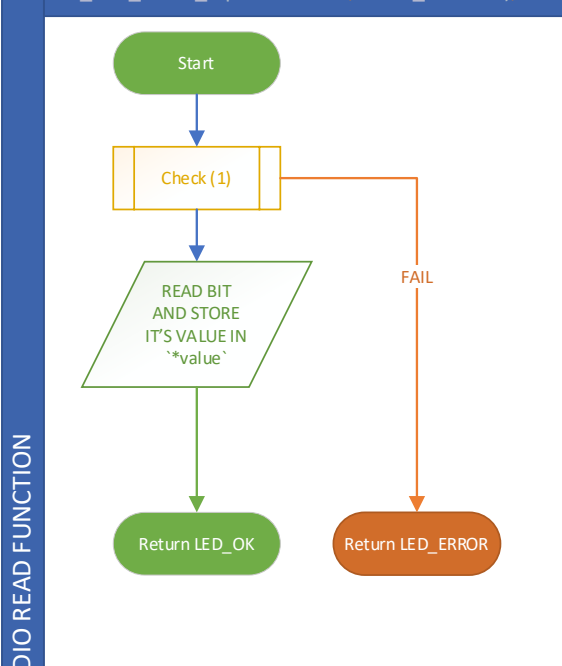 Start
Check (1)
FAIL
READ BIT
AND STORE
IT’S VALUE IN
`*value`
Return LED_OK
Return LED_ERROR
DIO READ FUNCTION